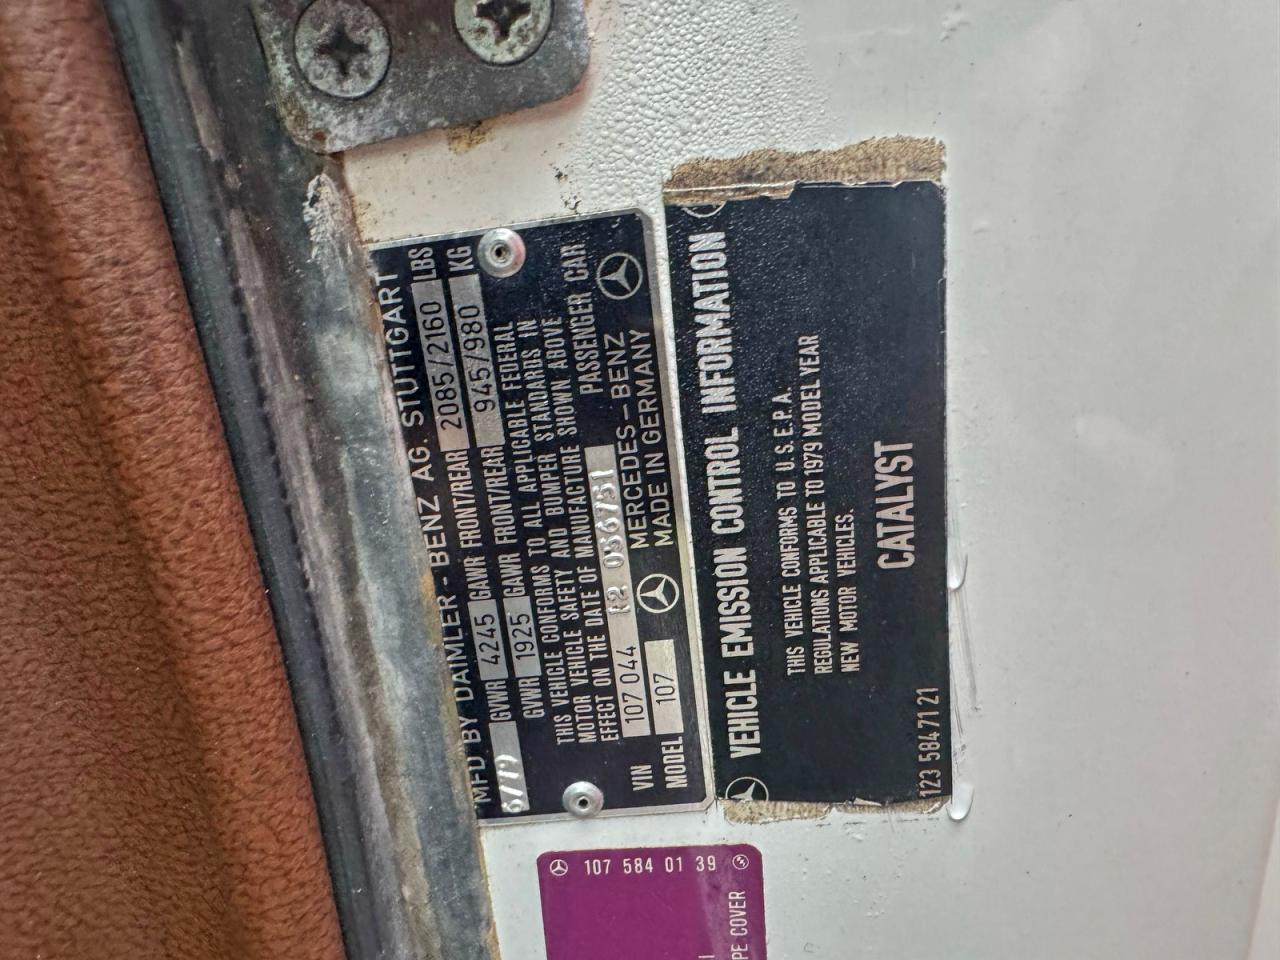 MFD BY DAIMLER - BENZ AG. STUTTGART
6/79 GVWR 4245 GAWR FRONT/REAR 2085/2160 LBS
GVWR 1925 GAWR FRONT/REAR 945/980 KG
THIS VEHICLE CONFORMS TO ALL APPLICABLE FEDERAL
MOTOR VEHICLE SAFETY AND BUMPER STANDARDS IN
EFFECT ON THE DATE OF MANUFACTURE SHOWN ABOVE
VIN 107 044 12 056751 PASSENGER CAR
MODEL 107 MERCEDES-BENZ
MADE IN GERMANY
VEHICLE EMISSION CONTROL INFORMATION
THIS VEHICLE CONFORMS TO U.S.E.P.A.
REGULATIONS APPLICABLE TO 1979 MODEL YEAR
NEW MOTOR VEHICLES.
CATALYST
123 584 71 21
107 584 01 39
PE COVER